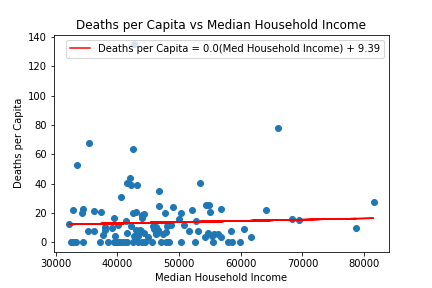 Deaths per Capita vs Median Household Income
Deaths per Capita = 0.0(Med Household Income) + 9.39
140
120
100
80
60
40
20
0
Deaths per Capita
30000 40000 50000 60000 70000 80000
Median Household Income